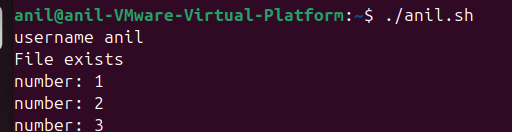 anil@anil-VMware-Virtual-Platform:~$ ./anil.sh
username anil
File exists
number: 1
number: 2
number: 3